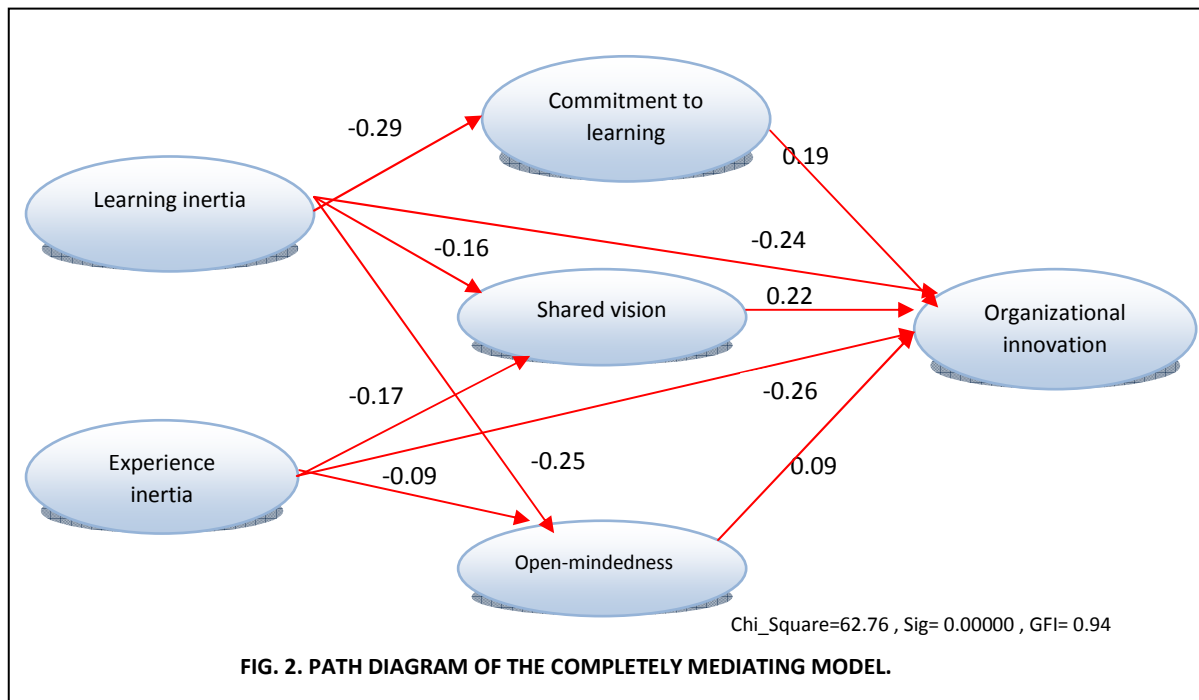 Commitment to
learning
-0.29
0.19
Learning inertia
-0.24
-0.16
0.22
Shared vision
Organizational
innovation
-0.17
-0.26
Experience
inertia
-0.25
-0.09
0.09
Open-mindedness
Chi_Square=62.76 , Sig= 0.00000 , GFI= 0.94
FIG. 2. PATH DIAGRAM OF THE COMPLETELY MEDIATING MODEL.